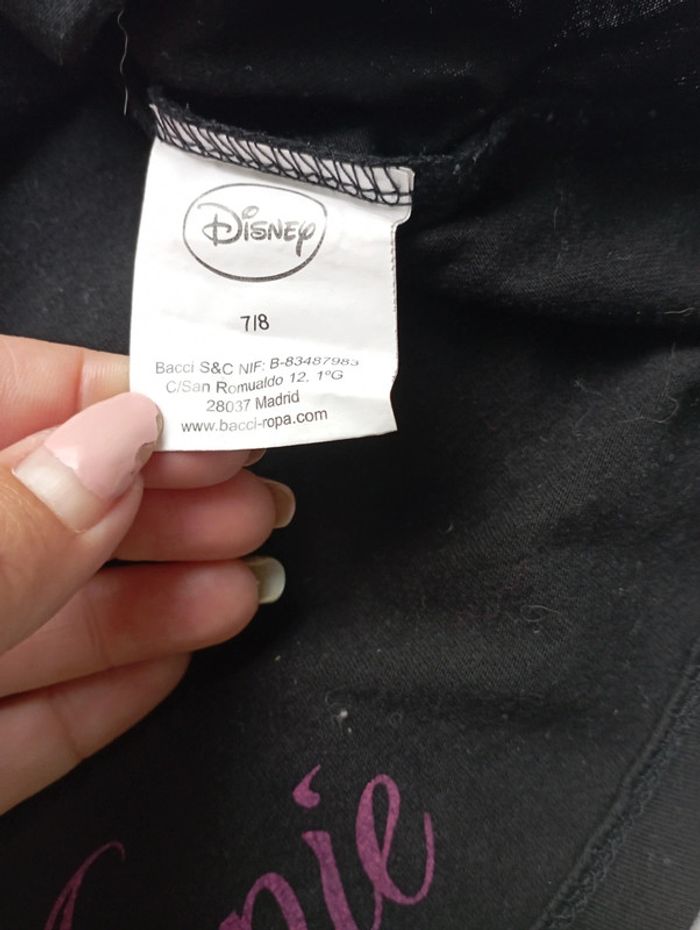 Disney
7/8
Bacci S&C NIF: B-83487983
C/San Romualdo 12, 1ºG
28037 Madrid
www.bacci-ropa.com